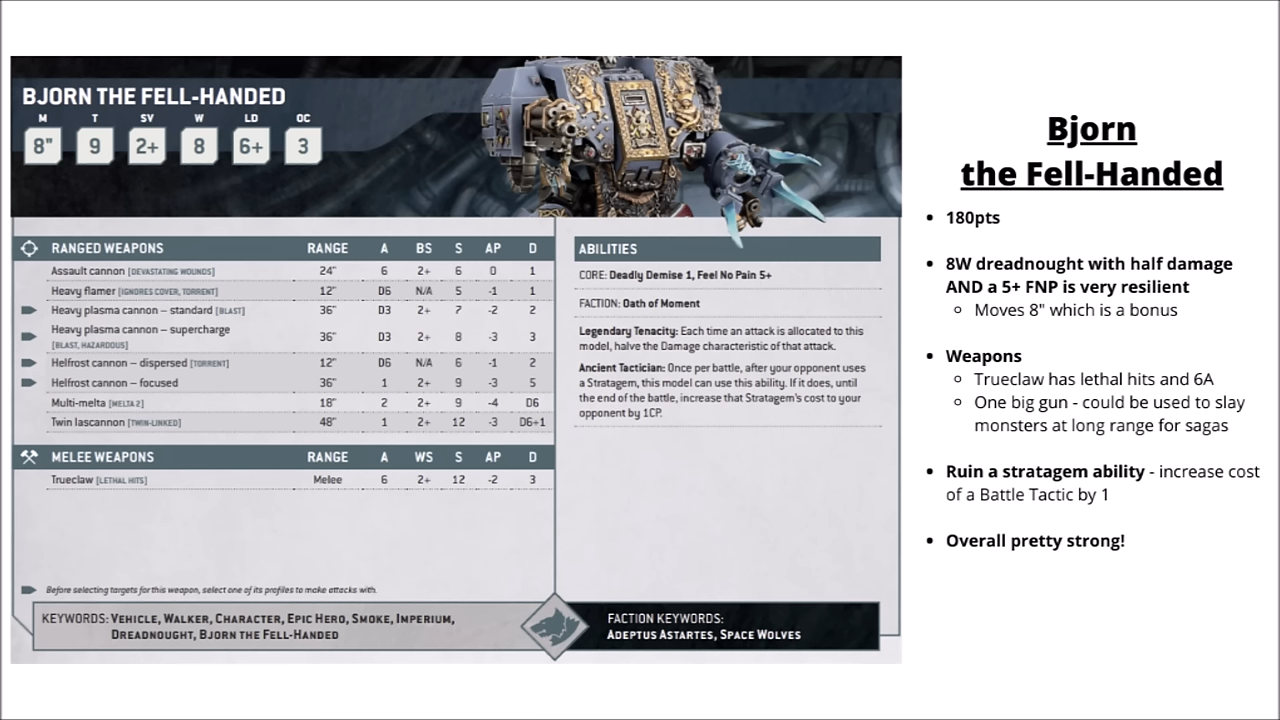 BJORN THE FELL-HANDED
M T SV W LD OC
8" 9 2+ 8 6+ 3
RANGED WEAPONS RANGE A BS S AP D
Assault cannon [DEVASTATING WOUNDS] 24" 6 2+ 6 0 1
Heavy flamer [IGNORES COVER, TORRENT] 12" D6 N/A 5 -1 1
Heavy plasma cannon – standard [BLAST] 36" D3 2+ 7 -2 2
Heavy plasma cannon – supercharge
[BLAST, HAZARDOUS] 36" D3 2+ 8 -3 3
Helfrost cannon – dispersed [TORRENT] 12" D6 N/A 6 -1 2
Helfrost cannon – focused 36" 1 2+ 9 -3 5
Multi-melta [MELTA 2] 18" 2 2+ 9 -4 D6
Twin lascannon [TWIN-LINKED] 48" 1 2+ 12 -3 D6+1
MELEE WEAPONS RANGE A WS S AP D
Trueclaw [LETHAL HITS] Melee 6 2+ 12 -2 3
Before selecting targets for this weapon, select one of its profiles to make attacks with.
ABILITIES
CORE: Deadly Demise 1, Feel No Pain 5+
FACTION: Oath of Moment
Legendary Tenacity: Each time an attack is allocated to this
model, halve the Damage characteristic of that attack.
Ancient Tactician: Once per battle, after your opponent uses
a Stratagem, this model can use this ability. If it does, until
the end of the battle, increase that Stratagem's cost to your
opponent by 1CP.
KEYWORDS: VEHICLE, WALKER, CHARACTER, EPIC HERO, SMOKE, IMPERIUM,
DREADNOUGHT, BJORN THE FELL-HANDED
FACTION KEYWORDS:
ADEPTUS ASTARTES, SPACE WOLVES
Bjorn
the Fell-Handed
• 180pts
• 8W dreadnought with half damage
AND a 5+ FNP is very resilient
◦ Moves 8" which is a bonus
• Weapons
◦ Trueclaw has lethal hits and 6A
◦ One big gun - could be used to slay
monsters at long range for sagas
• Ruin a stratagem ability - increase cost
of a Battle Tactic by 1
• Overall pretty strong!